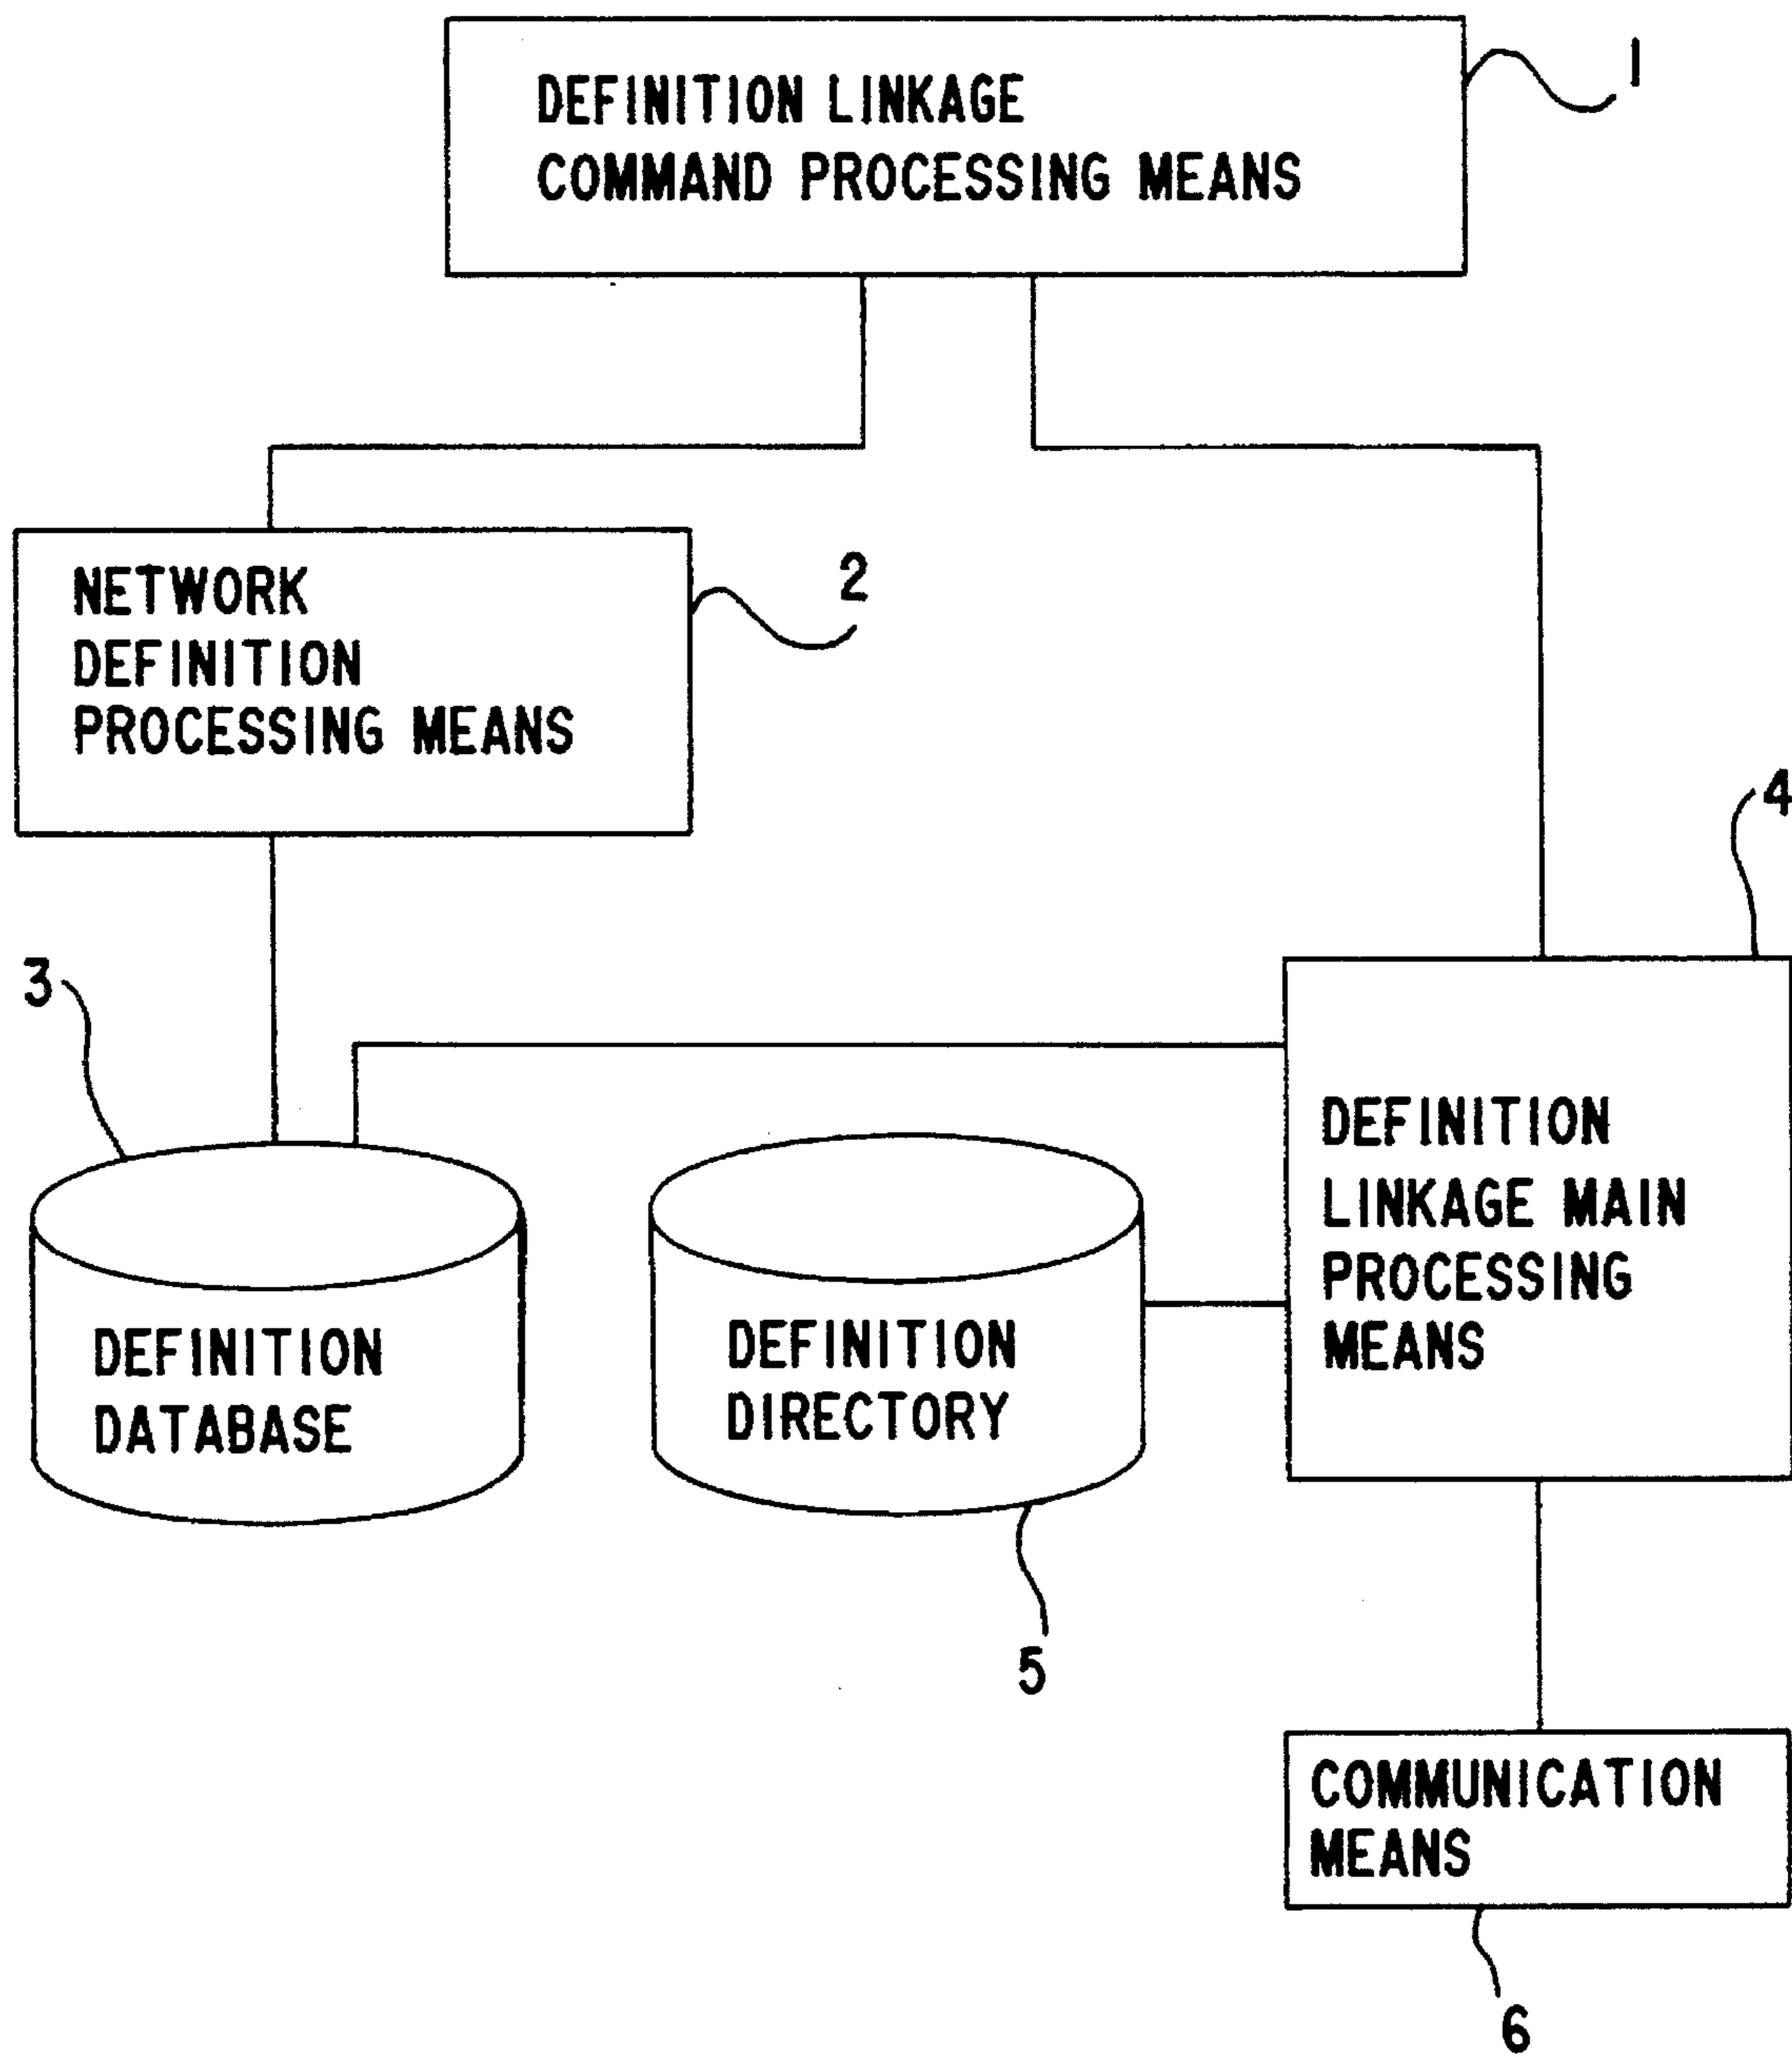 DEFINITION LINKAGE
COMMAND PROCESSING MEANS
1
NETWORK
DEFINITION
PROCESSING MEANS
2
4
3
DEFINITION
LINKAGE MAIN
PROCESSING
MEANS
DEFINITION
DATABASE
DEFINITION
DIRECTORY
5
COMMUNICATION
MEANS
6